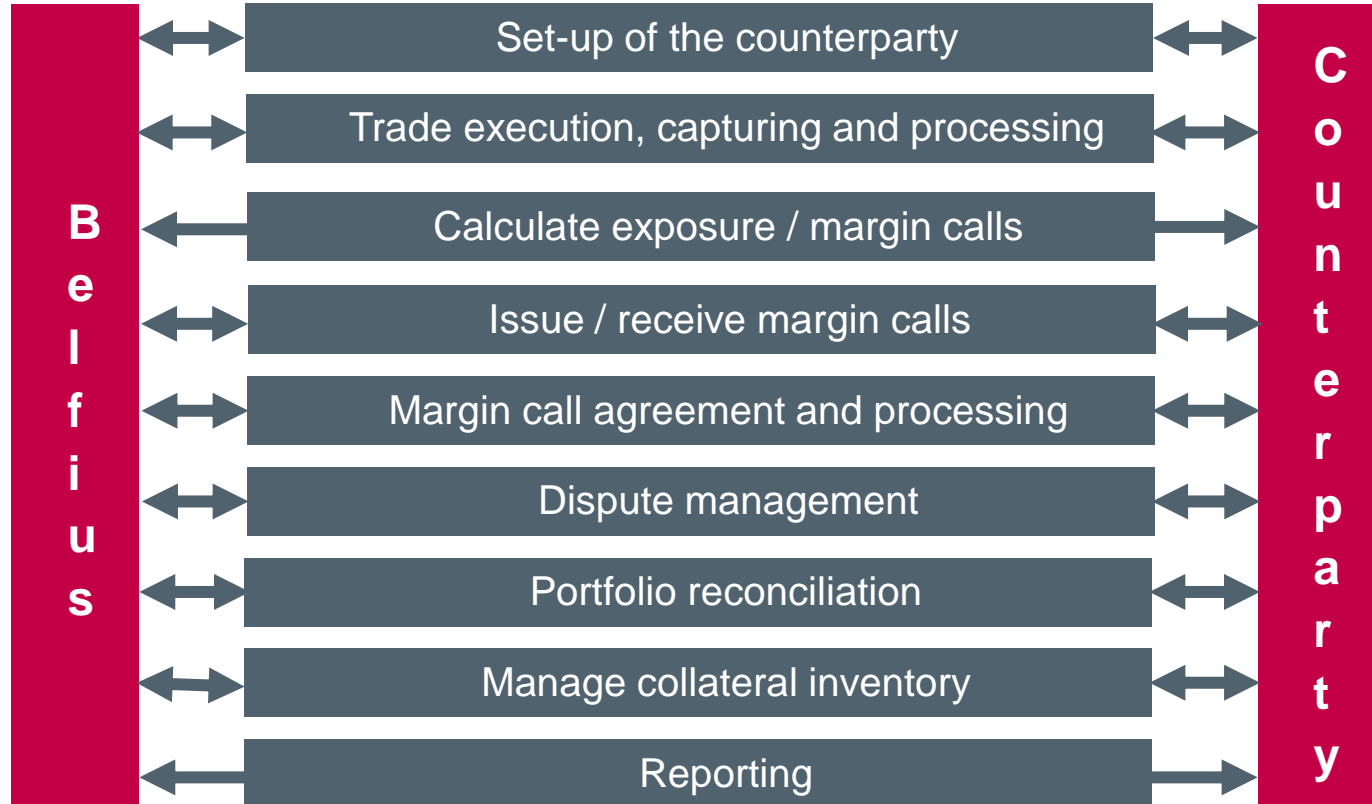 Belfius
Set-up of the counterparty
Trade execution, capturing and processing
Calculate exposure / margin calls
Issue / receive margin calls
Margin call agreement and processing
Dispute management
Portfolio reconciliation
Manage collateral inventory
Reporting
Counterparty